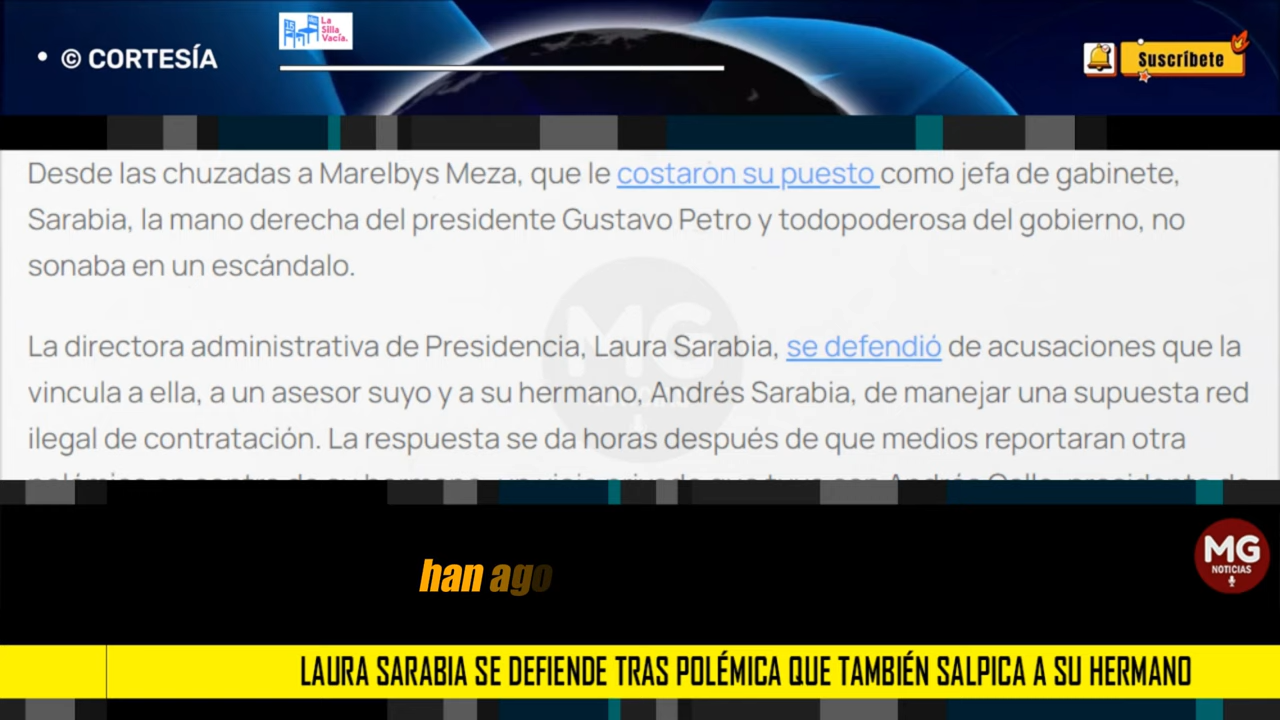 • © CORTESÍA
15 AÑOS
La
Silla
Vacía.
Suscríbete
Desde las chuzadas a Marelbys Meza, que le costaron su puesto como jefa de gabinete,
Sarabia, la mano derecha del presidente Gustavo Petro y todopoderosa del gobierno, no
sonaba en un escándalo.
La directora administrativa de Presidencia, Laura Sarabia, se defendió de acusaciones que la
vincula a ella, a un asesor suyo y a su hermano, Andrés Sarabia, de manejar una supuesta red
ilegal de contratación. La respuesta se da horas después de que medios reportaran otra
MG
han ago
MG
NOTICIAS
LAURA SARABIA SE DEFIENDE TRAS POLÉMICA QUE TAMBIÉN SALPICA A SU HERMANO